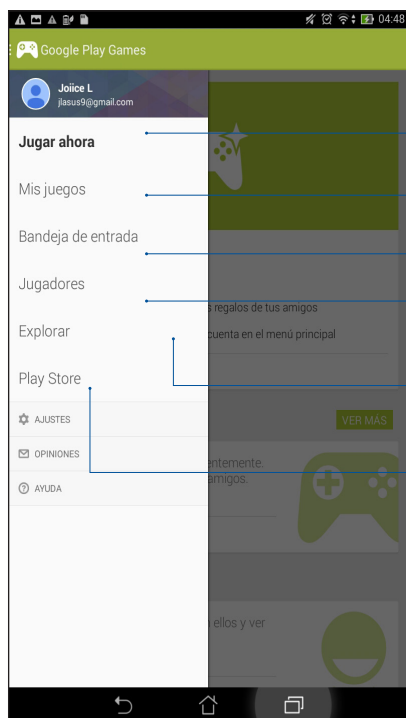 04:48
Google Play Games
Joiice L
jlasus9@gmail.com
Jugar ahora
Mis juegos
Bandeja de entrada
Jugadores
s regalos de tus amigos
Explorar
cuenta en el menú principal
Play Store
AJUSTES
VER MÁS
OPINIONES
entemente.
amigos.
AYUDA
ellos y ver